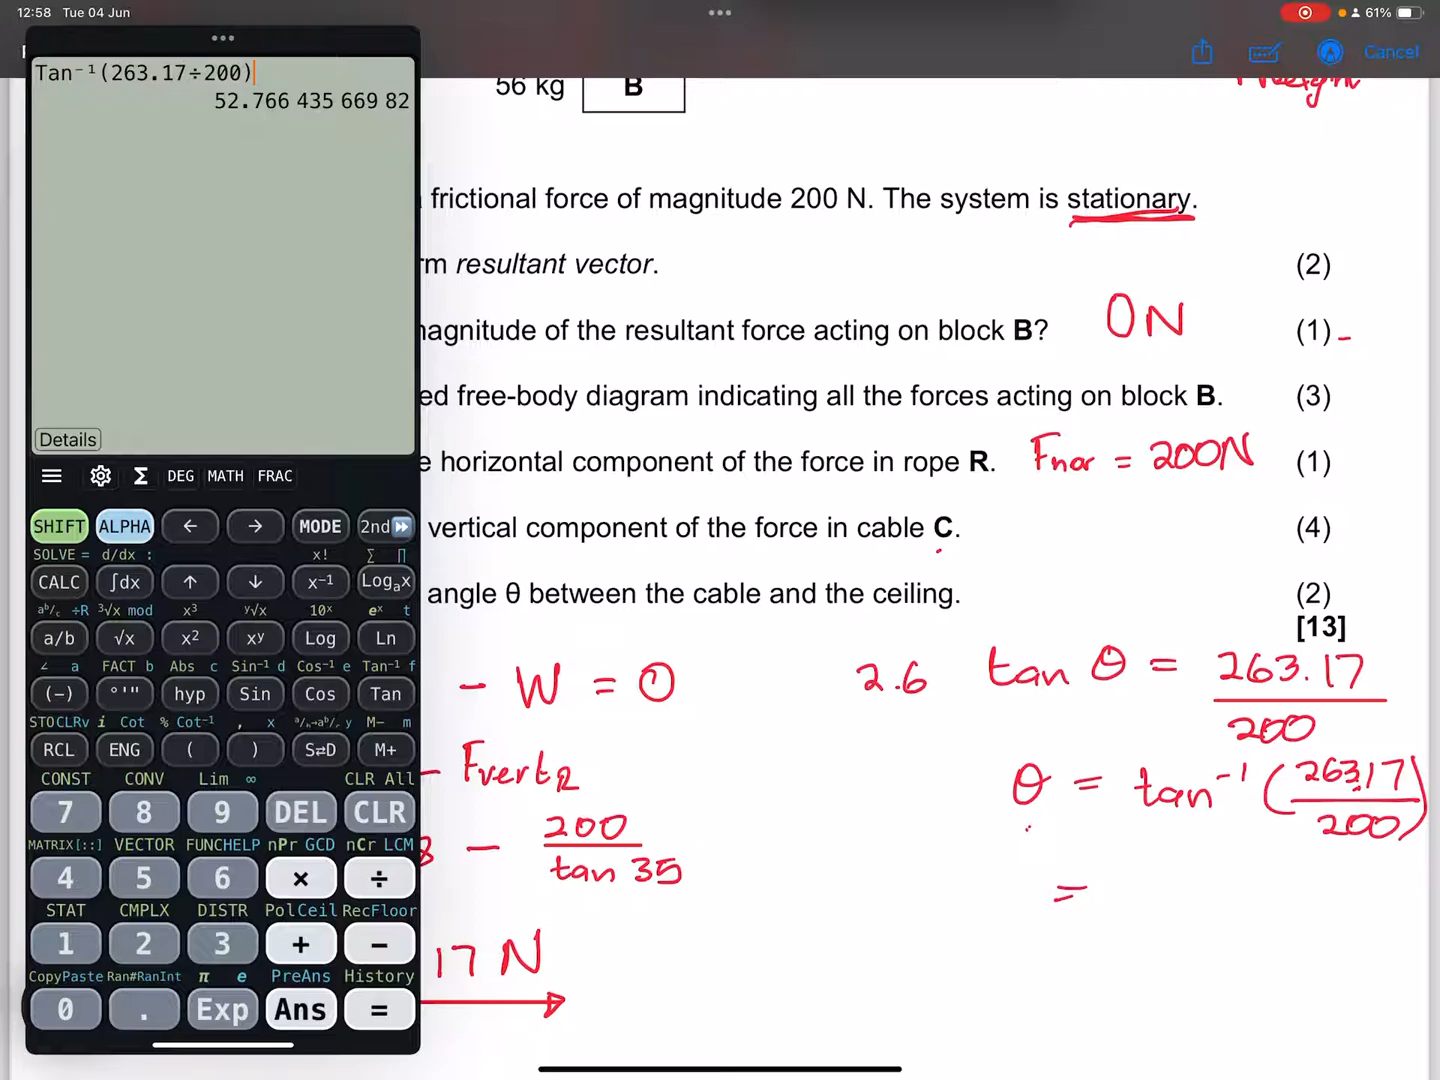 12:58 Tue 04 Jun
61%
Cancel
Tan⁻¹(263.17÷200)
52.766 435 669 82
Details
DEG MATH FRAC
SHIFT ALPHA ← → MODE 2nd
SOLVE = d/dx : x! ∑ ∏
CALC ∫dx ↑ ↓ x⁻¹ Logₐx
aᵇ/c ÷R ³√x mod x³ ʸ√x 10ˣ eˣ t
a/b √x x² xʸ Log Ln
∠ a FACT b Abs c Sin⁻¹ d Cos⁻¹ e Tan⁻¹ f
(−) °'" hyp Sin Cos Tan
STO CLRv i Cot % Cot⁻¹ , x y M− m
RCL ENG ( ) S⇄D M+
CONST CONV Lim ∞ CLR All
7 8 9 DEL CLR
MATRIX[::] VECTOR FUNC HELP nPr GCD nCr LCM
4 5 6 × ÷
STAT CMPLX DISTR Pol Ceil Rec Floor
1 2 3 + −
Copy Paste Ran# RanInt π e PreAns History
0 . Exp Ans =
56 kg B
frictional force of magnitude 200 N. The system is stationary.
rm resultant vector. (2)
agnitude of the resultant force acting on block B? 0N (1)
ed free-body diagram indicating all the forces acting on block B. (3)
e horizontal component of the force in rope R. Fhor = 200N (1)
vertical component of the force in cable C. (4)
angle θ between the cable and the ceiling. (2)
[13]
- W = 0
- FvertR
- 200
tan 35
17 N
2.6 tan θ = 263.17
200
θ = tan⁻¹ (263.17
200)
=